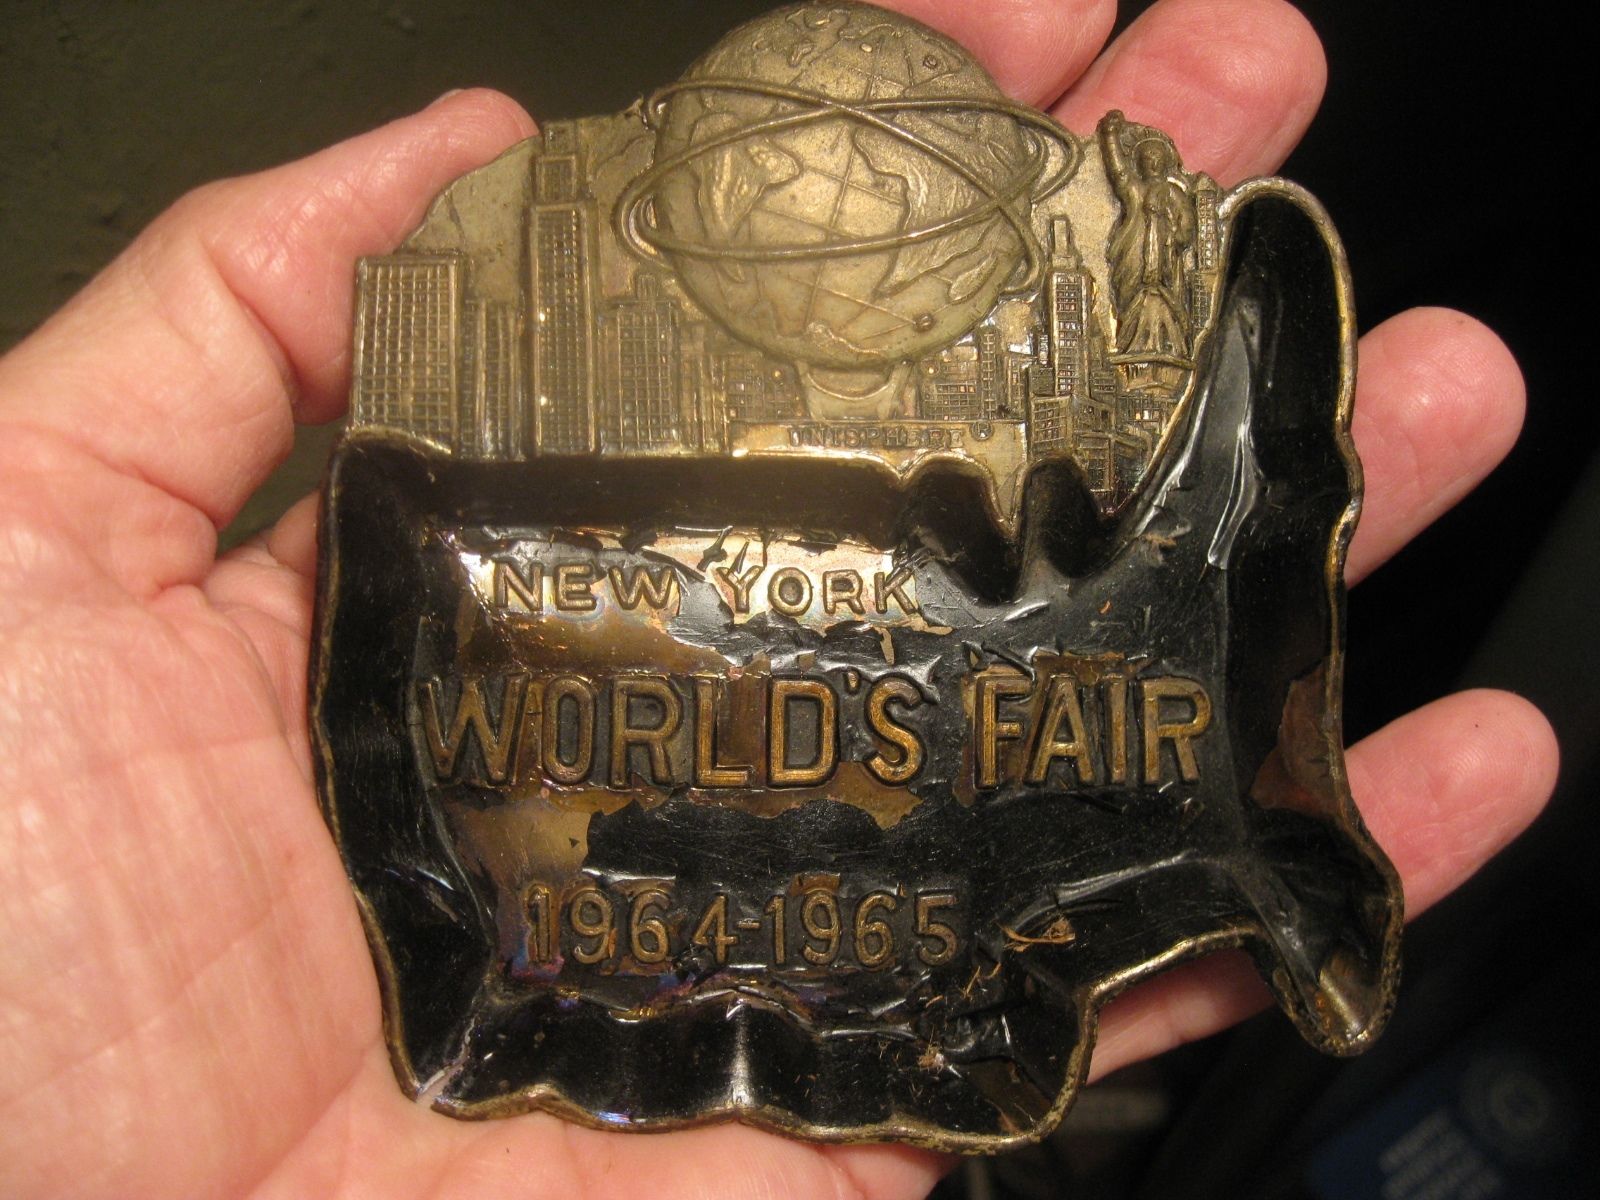 UNISPHERE®
NEW YORK
WORLD'S FAIR
1964-1965